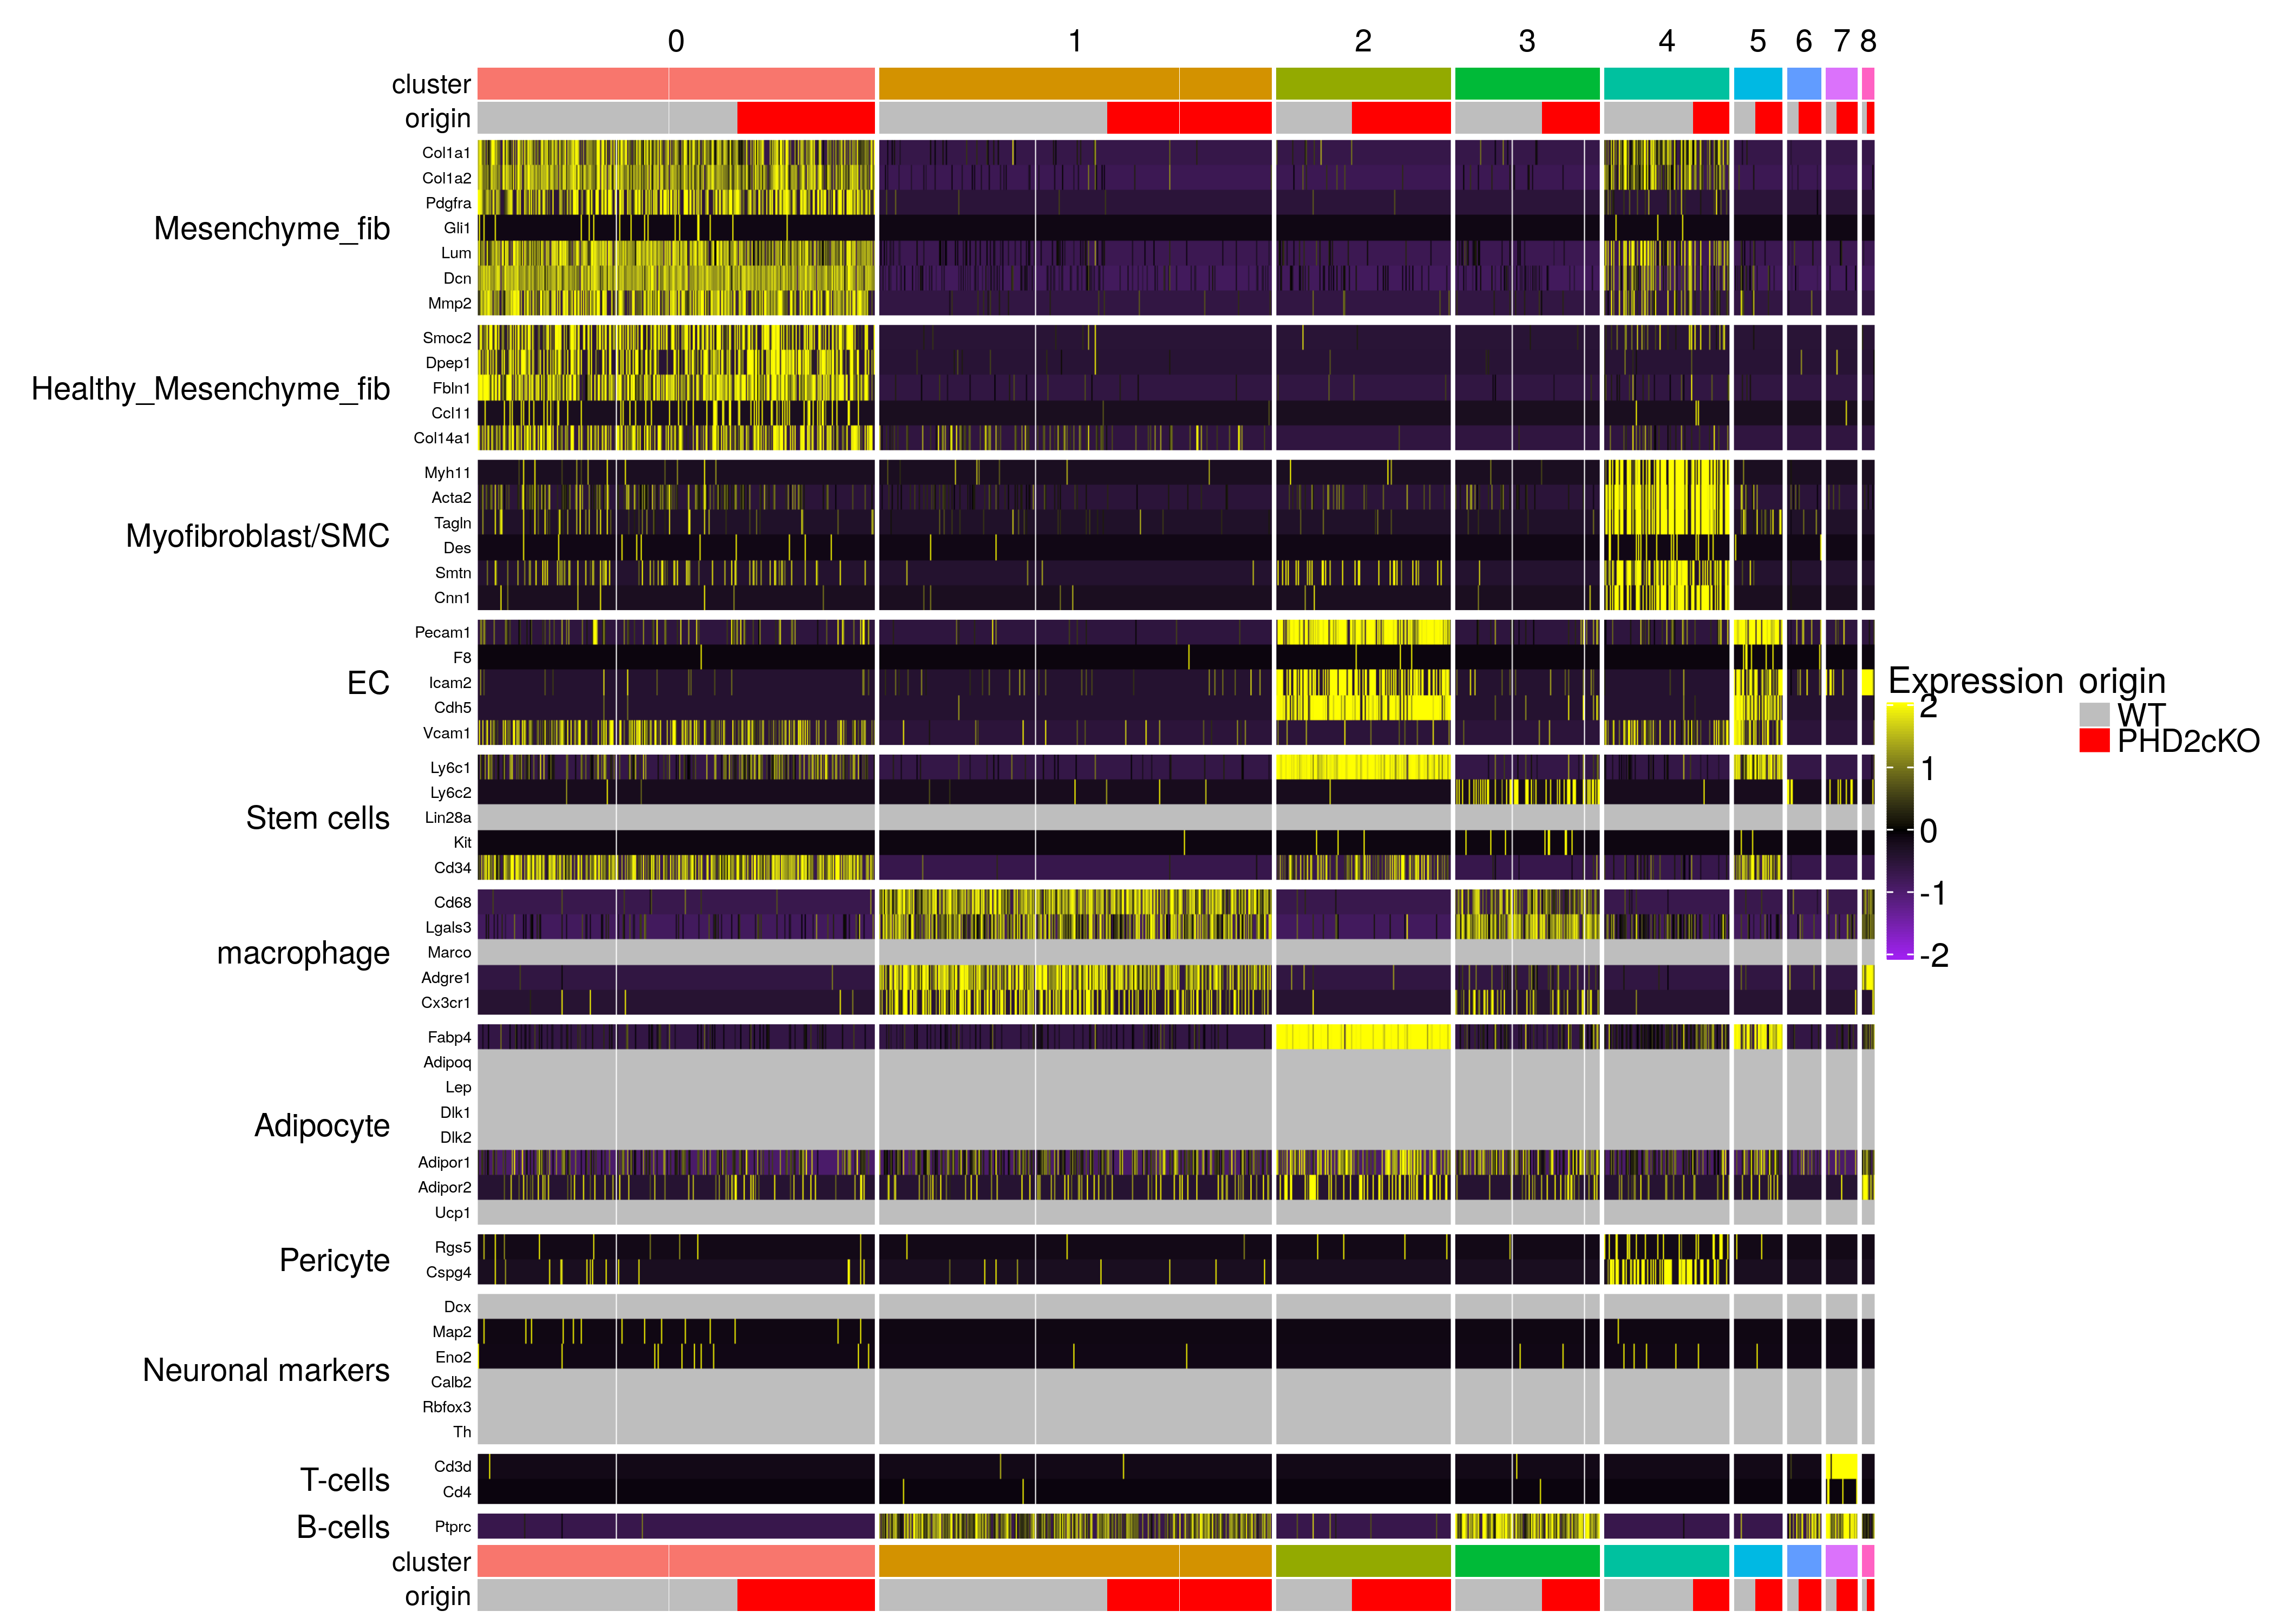 0 1 2 3 4 5 6 7 8
cluster
origin
Mesenchyme_fib
Col1a1
Col1a2
Pdgfra
Gli1
Lum
Dcn
Mmp2
Healthy_Mesenchyme_fib
Smoc2
Dpep1
Fbln1
Ccl11
Col14a1
Myofibroblast/SMC
Myh11
Acta2
Tagln
Des
Smtn
Cnn1
EC
Pecam1
F8
Icam2
Cdh5
Vcam1
Stem cells
Ly6c1
Ly6c2
Lin28a
Kit
Cd34
macrophage
Cd68
Lgals3
Marco
Adgre1
Cx3cr1
Adipocyte
Fabp4
Adipoq
Lep
Dlk1
Dlk2
Adipor1
Adipor2
Ucp1
Pericyte
Rgs5
Cspg4
Neuronal markers
Dcx
Map2
Eno2
Calb2
Rbfox3
Th
T-cells
Cd3d
Cd4
B-cells
Ptprc
cluster
origin
Expression
2
1
0
-1
-2
origin
WT
PHD2cKO